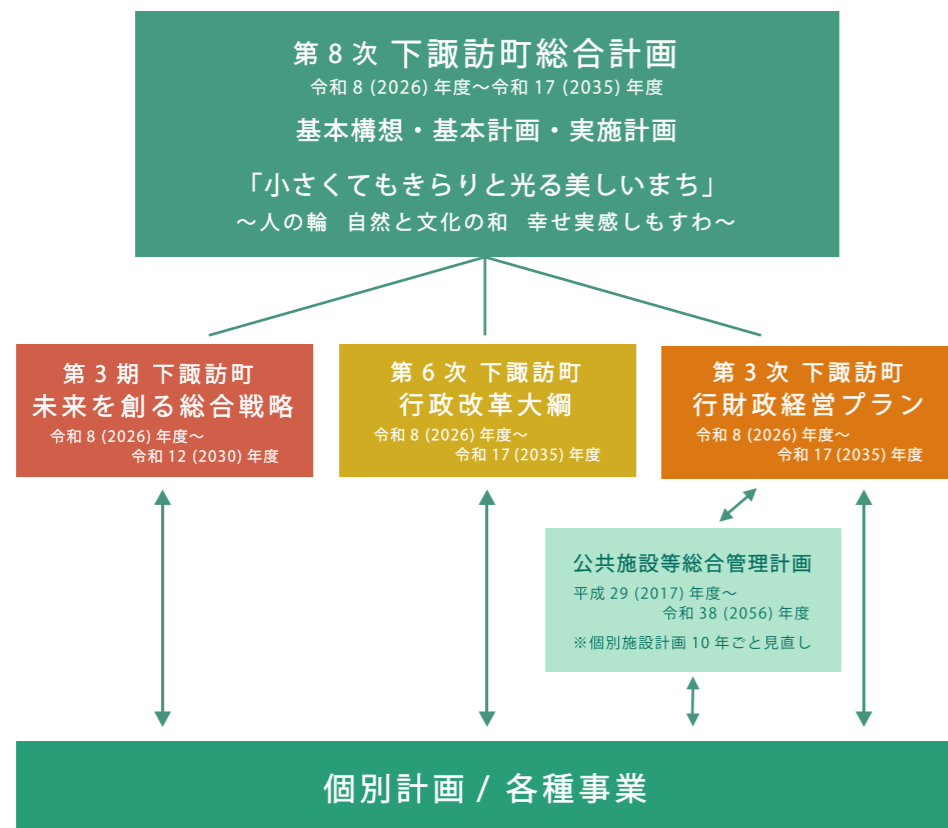 第 8 次 下諏訪町総合計画
令和 8 (2026) 年度〜令和 17 (2035) 年度
基本構想・基本計画・実施計画
「小さくてもきらりと光る美しいまち」
〜人の輪 自然と文化の和 幸せ実感しもすわ〜
第 3 期 下諏訪町
未来を創る総合戦略
令和 8 (2026) 年度〜
令和 12 (2030) 年度
第 6 次 下諏訪町
行政改革大綱
令和 8 (2026) 年度〜
令和 17 (2035) 年度
第 3 次 下諏訪町
行財政経営プラン
令和 8 (2026) 年度〜
令和 17 (2035) 年度
公共施設等総合管理計画
平成 29 (2017) 年度〜
令和 38 (2056) 年度
※個別施設計画 10 年ごと見直し
個別計画 / 各種事業